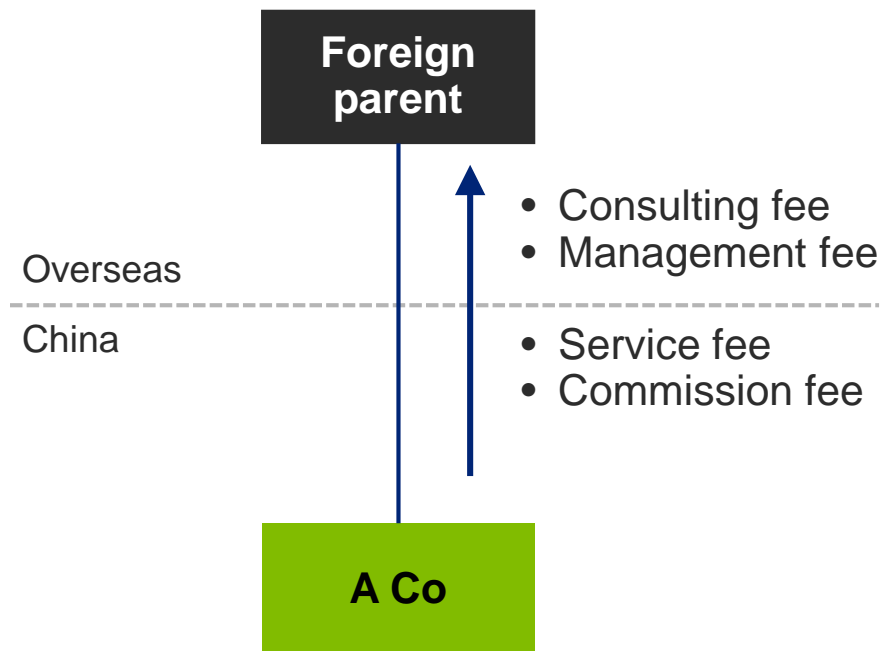 Foreign
parent
• Consulting fee
• Management fee
Overseas
China
• Service fee
• Commission fee
A Co